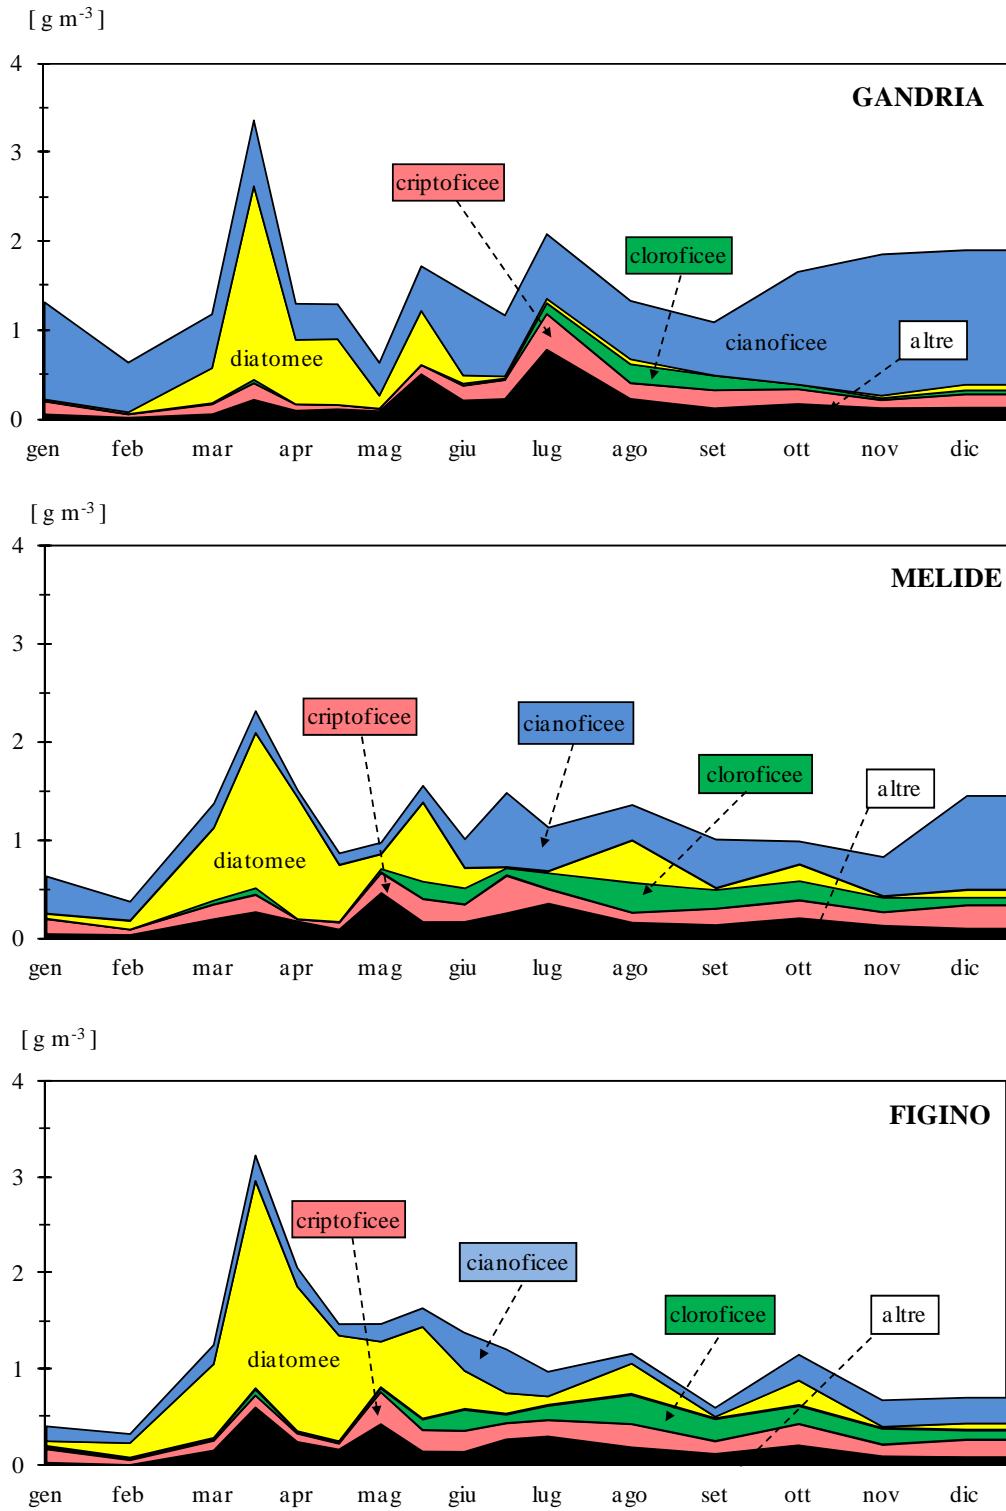 [ g m-3 ]
4
GANDRIA
3
criptoficee
2
cloroficee
1
altre
cianoficee
diatomee
0
gen feb mar apr mag giu lug ago set ott nov dic
[ g m-3 ]
4
MELIDE
3
criptoficee
cianoficee
2
cloroficee
altre
1
diatomee
0
gen feb mar apr mag giu lug ago set ott nov dic
[ g m-3 ]
4
FIGINO
3
criptoficee
cianoficee
2
cloroficee
altre
diatomee
1
0
gen feb mar apr mag giu lug ago set ott nov dic